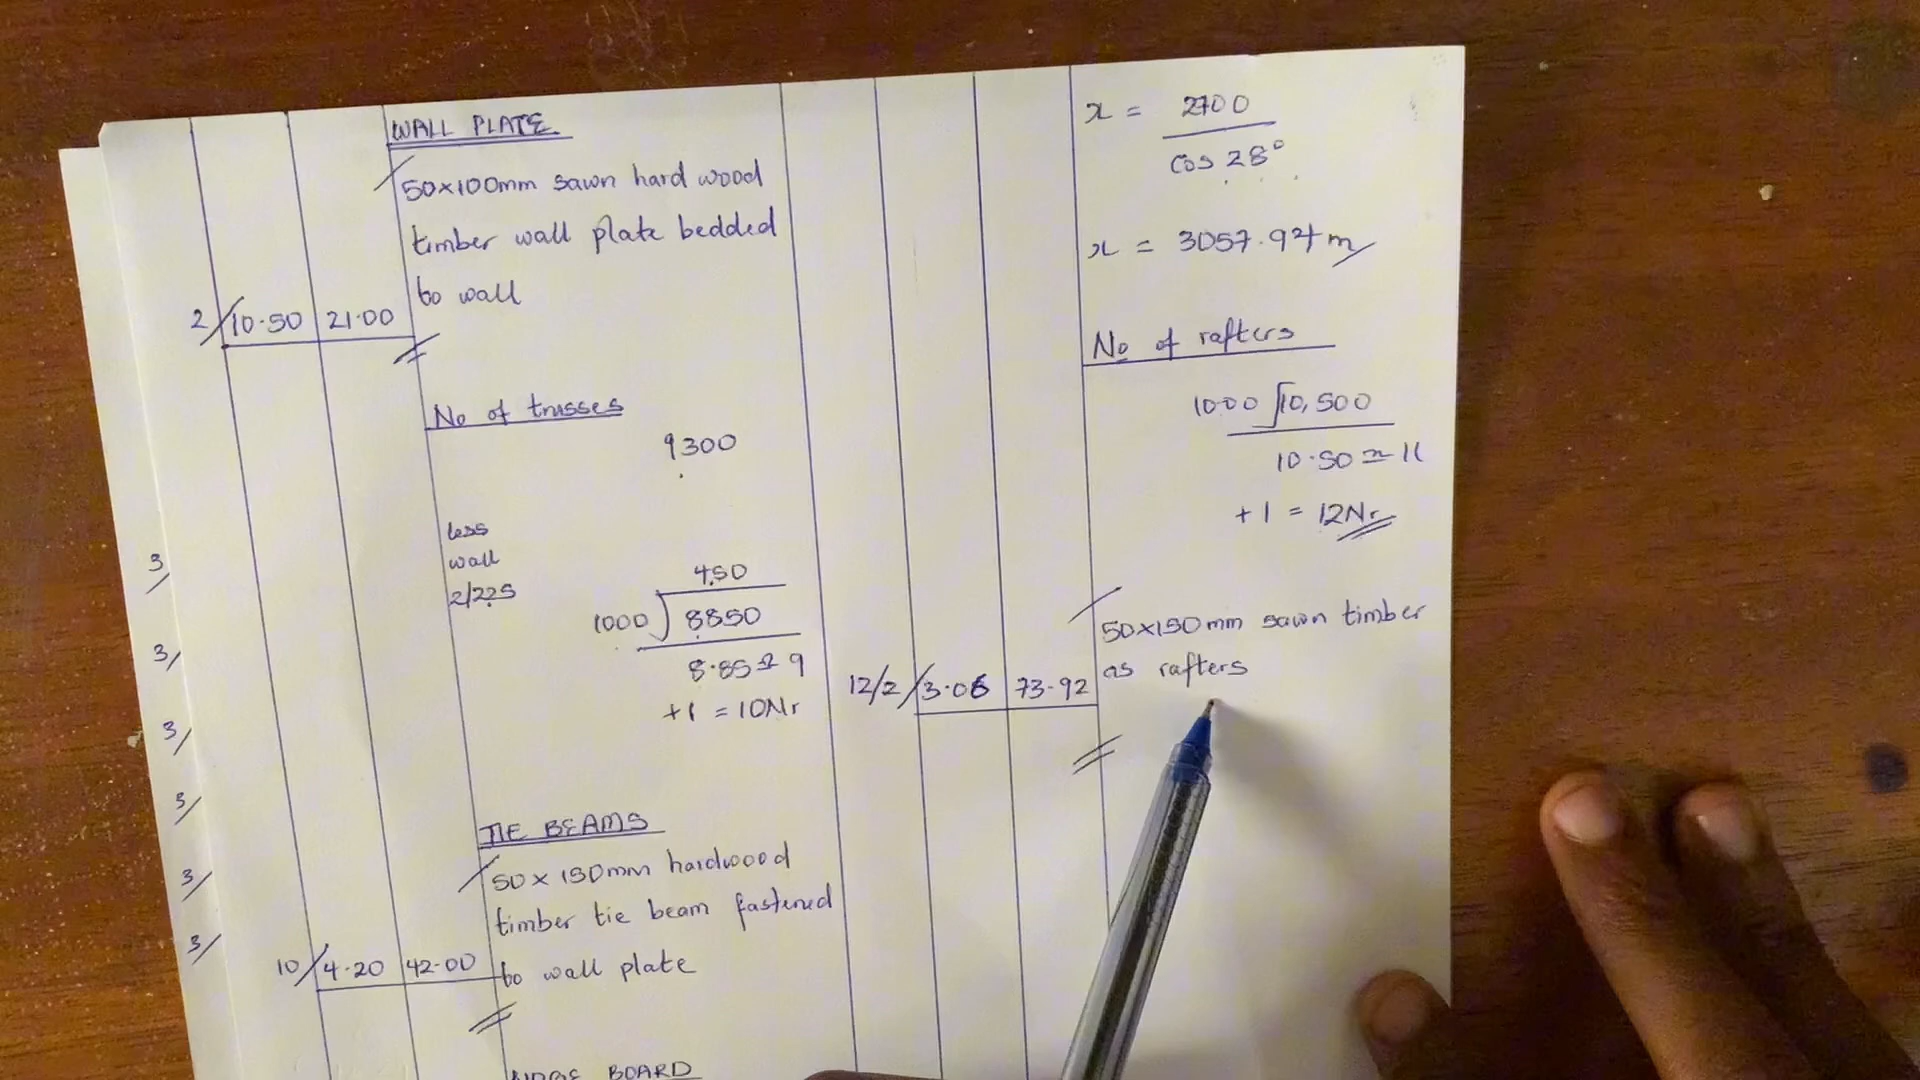 WALL PLATE
50x100mm sawn hard wood
timber wall plate bedded
to wall
2/ 10.50 21.00
No of trusses
9300
less
wall
2/225
450
1000 8850
8.85 ≃ 9
+1 = 10Nr
3/
3/
3/
3/
3/
3/
TIE BEAMS
50 x 150mm hardwood
timber tie beam fastened
to wall plate
10/ 4.20 42.00
BOARD
x = 2700
cos 28°
x = 3057.924m
No of rafters
1000 10,500
10.50 ≃ 11
+1 = 12Nr
50x150mm sawn timber
as rafters
12/2/ 3.06 73.92